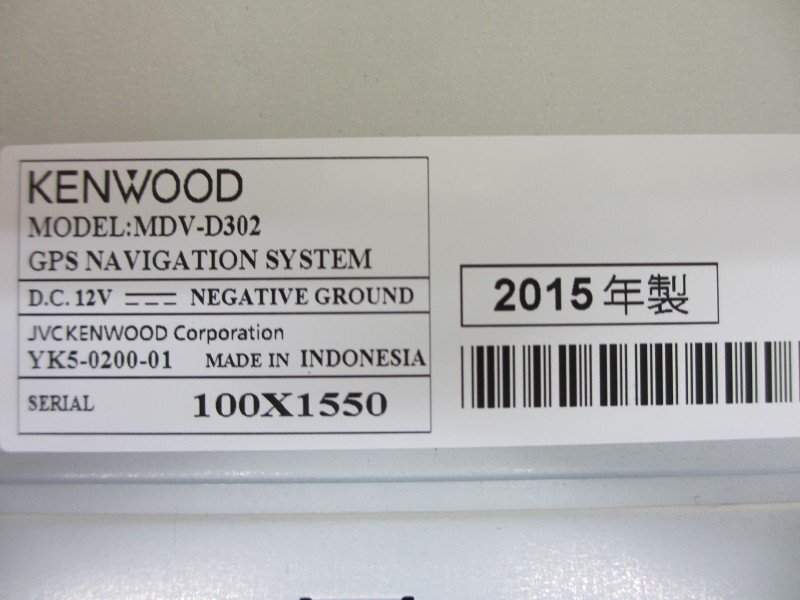 KENWOOD
MODEL:MDV-D302
GPS NAVIGATION SYSTEM
D.C. 12V NEGATIVE GROUND
JVCKENWOOD Corporation
YK5-0200-01 MADE IN INDONESIA
SERIAL 100X1550
2015年製